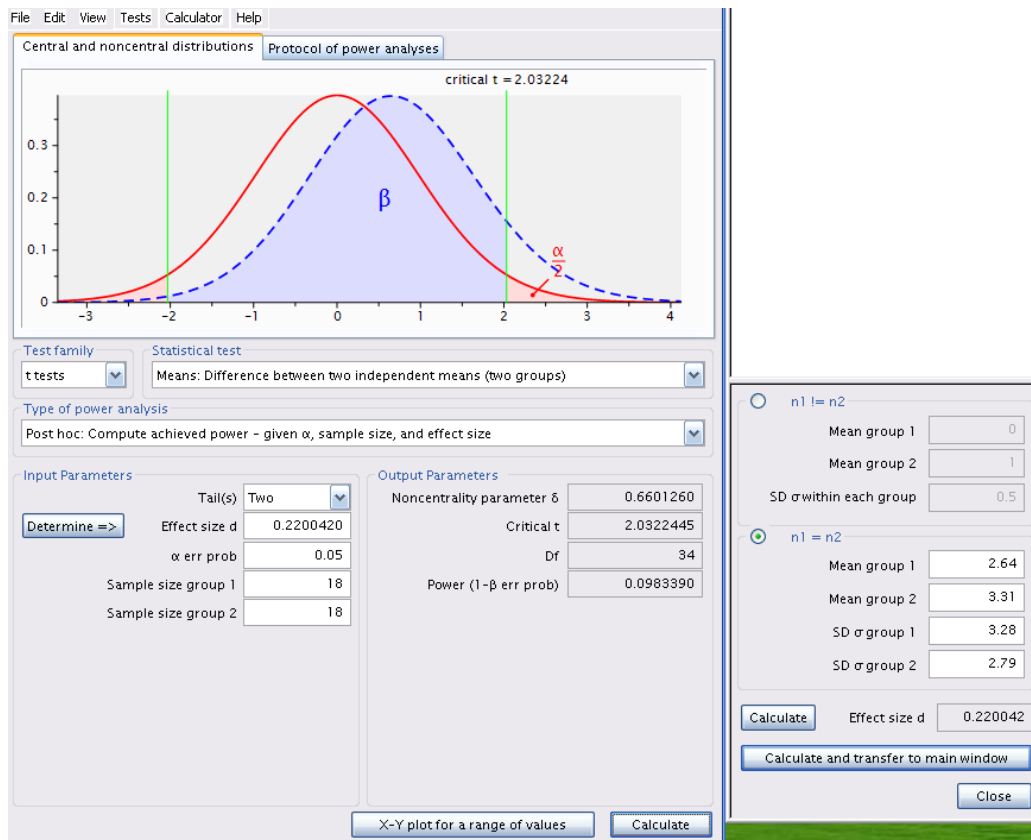 File Edit View Tests Calculator Help
Central and noncentral distributions Protocol of power analyses
critical t = 2.03224
0.3
0.2
0.1
0
β
α
2
-3 -2 -1 0 1 2 3 4
Test family
t tests
Statistical test
Means: Difference between two independent means (two groups)
Type of power analysis
Post hoc: Compute achieved power – given α, sample size, and effect size
Input Parameters
Tail(s) Two
Determine => Effect size d 0.2200420
α err prob 0.05
Sample size group 1 18
Sample size group 2 18
Output Parameters
Noncentrality parameter δ 0.6601260
Critical t 2.0322445
Df 34
Power (1-β err prob) 0.0983390
X-Y plot for a range of values Calculate
n1 != n2
Mean group 1 0
Mean group 2 1
SD σ within each group 0.5
n1 = n2
Mean group 1 2.64
Mean group 2 3.31
SD σ group 1 3.28
SD σ group 2 2.79
Calculate Effect size d 0.220042
Calculate and transfer to main window
Close